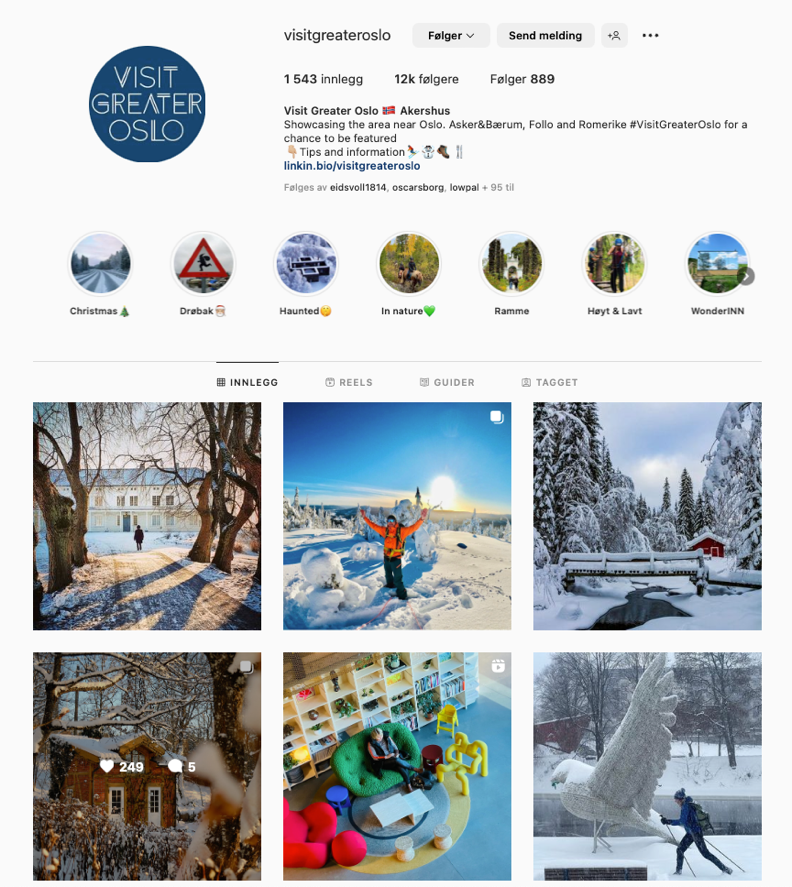 VISIT
GREATER
OSLO
visitgreateroslo Følger Send melding
1 543 innlegg 12k følgere Følger 889
Visit Greater Oslo 🇳🇴 Akershus
Showcasing the area near Oslo. Asker&Bærum, Follo and Romerike #VisitGreaterOslo for a
chance to be featured
👇🏼Tips and information⛷️☃️🥾🍴
linkin.bio/visitgreateroslo
Følges av eidsvoll1814, oscarsborg, lowpal + 95 til
Christmas🎄 Drøbak🎅🏼 Haunted😋 In nature💚 Ramme Høyt & Lavt WonderINN
INNLEGG REELS GUIDER TAGGET
249 5